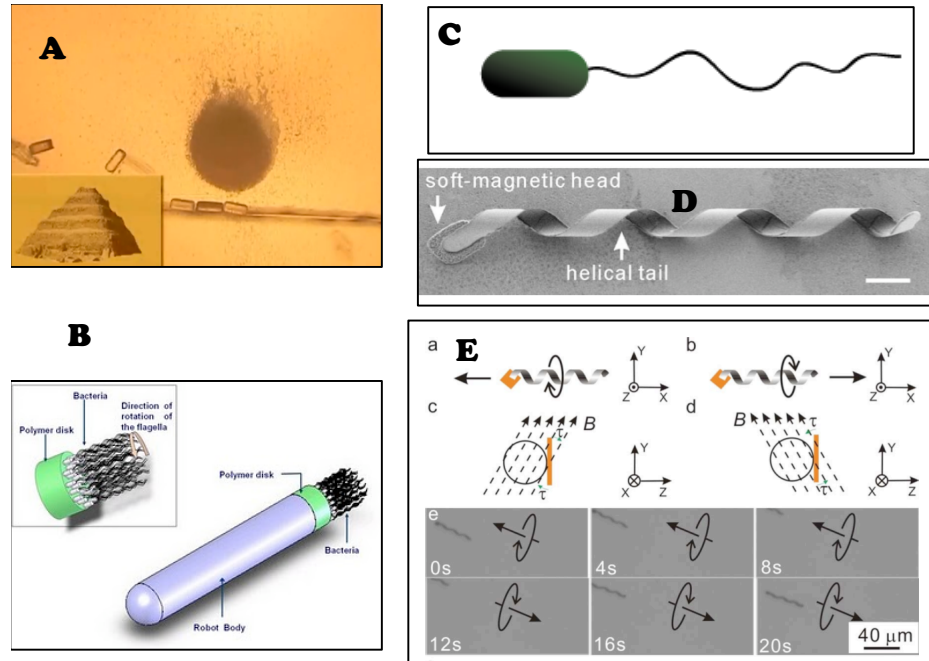 A
B
Bacteria
Direction of
rotation of
the flagella
Polymer disk
Polymer disk
Bacteria
Robot Body
C
soft-magnetic head
D
helical tail
E
a
b
Y
Z
X
Y
Z
X
c
d
B
τ
τ
Y
X
Z
B
τ
τ
Y
X
Z
e
0s
4s
8s
12s
16s
20s
40 μm